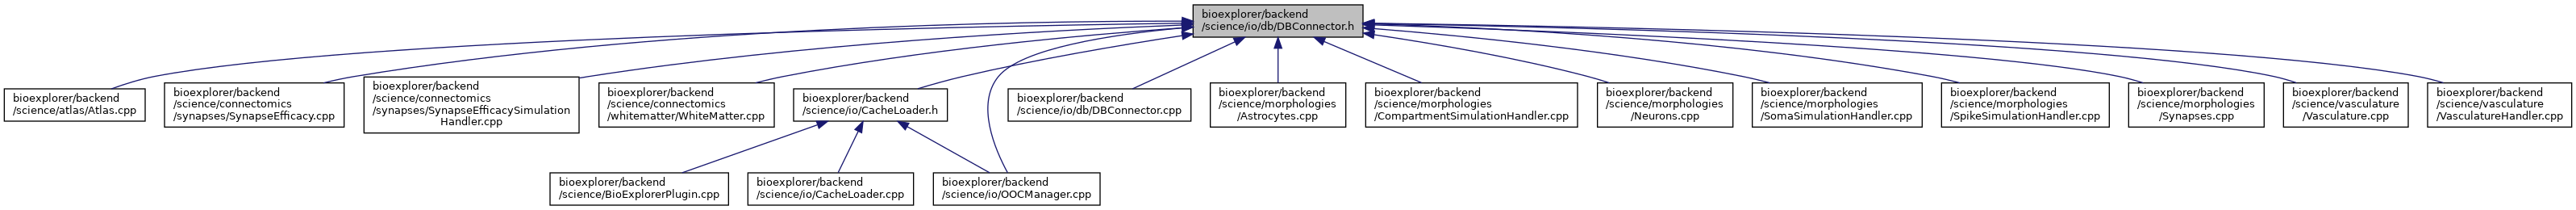 bioexplorer/backend
/science/io/db/DBConnector.h
bioexplorer/backend
/science/atlas/Atlas.cpp
bioexplorer/backend
/science/connectomics
/synapses/SynapseEfficacy.cpp
bioexplorer/backend
/science/connectomics
/synapses/SynapseEfficacySimulation
Handler.cpp
bioexplorer/backend
/science/connectomics
/whitematter/WhiteMatter.cpp
bioexplorer/backend
/science/io/CacheLoader.h
bioexplorer/backend
/science/io/db/DBConnector.cpp
bioexplorer/backend
/science/morphologies
/Astrocytes.cpp
bioexplorer/backend
/science/morphologies
/CompartmentSimulationHandler.cpp
bioexplorer/backend
/science/morphologies
/Neurons.cpp
bioexplorer/backend
/science/morphologies
/SomaSimulationHandler.cpp
bioexplorer/backend
/science/morphologies
/SpikeSimulationHandler.cpp
bioexplorer/backend
/science/morphologies
/Synapses.cpp
bioexplorer/backend
/science/vasculature
/Vasculature.cpp
bioexplorer/backend
/science/vasculature
/VasculatureHandler.cpp
bioexplorer/backend
/science/BioExplorerPlugin.cpp
bioexplorer/backend
/science/io/CacheLoader.cpp
bioexplorer/backend
/science/io/OOCManager.cpp